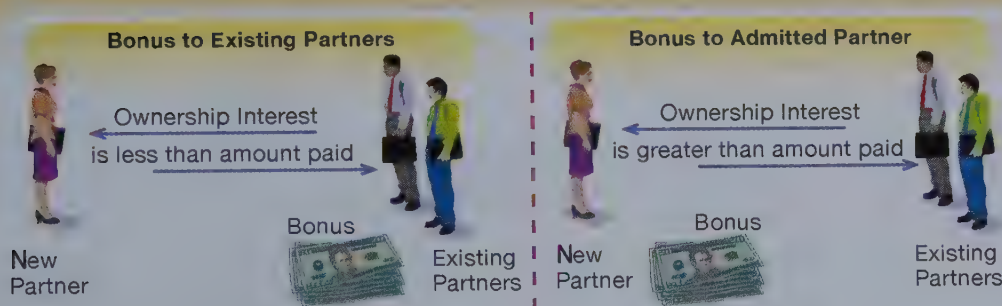 Bonus to Existing Partners
Ownership Interest
is less than amount paid
Bonus
New
Partner
Existing
Partners
Bonus to Admitted Partner
Ownership Interest
is greater than amount paid
Bonus
New
Partner
Existing
Partners